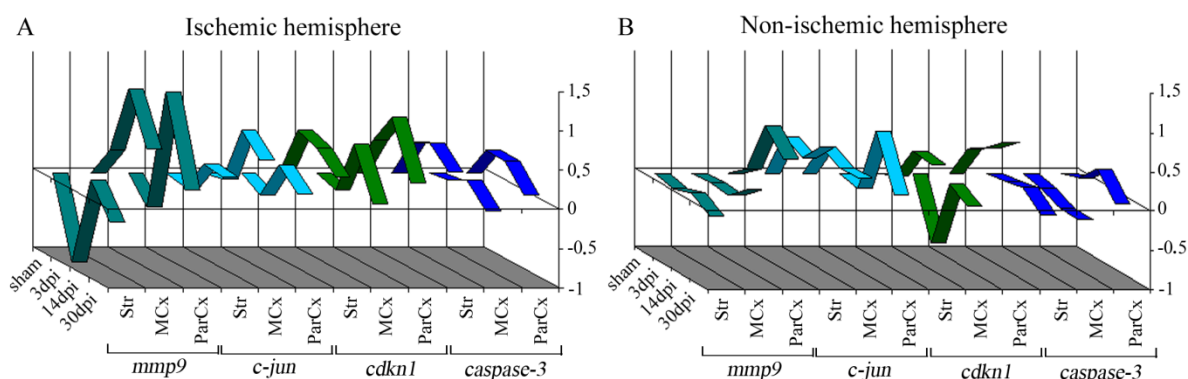 A
Ischemic hemisphere
1.5
1
0.5
0
-0.5
-1
sham
3dpi
14dpi
30dpi
Str
MCx
ParCx
Str
MCx
ParCx
Str
MCx
ParCx
Str
MCx
ParCx
mmp9
c-jun
cdkn1
caspase-3
B
Non-ischemic hemisphere
1.5
1
0.5
0
-0.5
-1
sham
3dpi
14dpi
30dpi
Str
MCx
ParCx
Str
MCx
ParCx
Str
MCx
ParCx
Str
MCx
ParCx
mmp9
c-jun
cdkn1
caspase-3